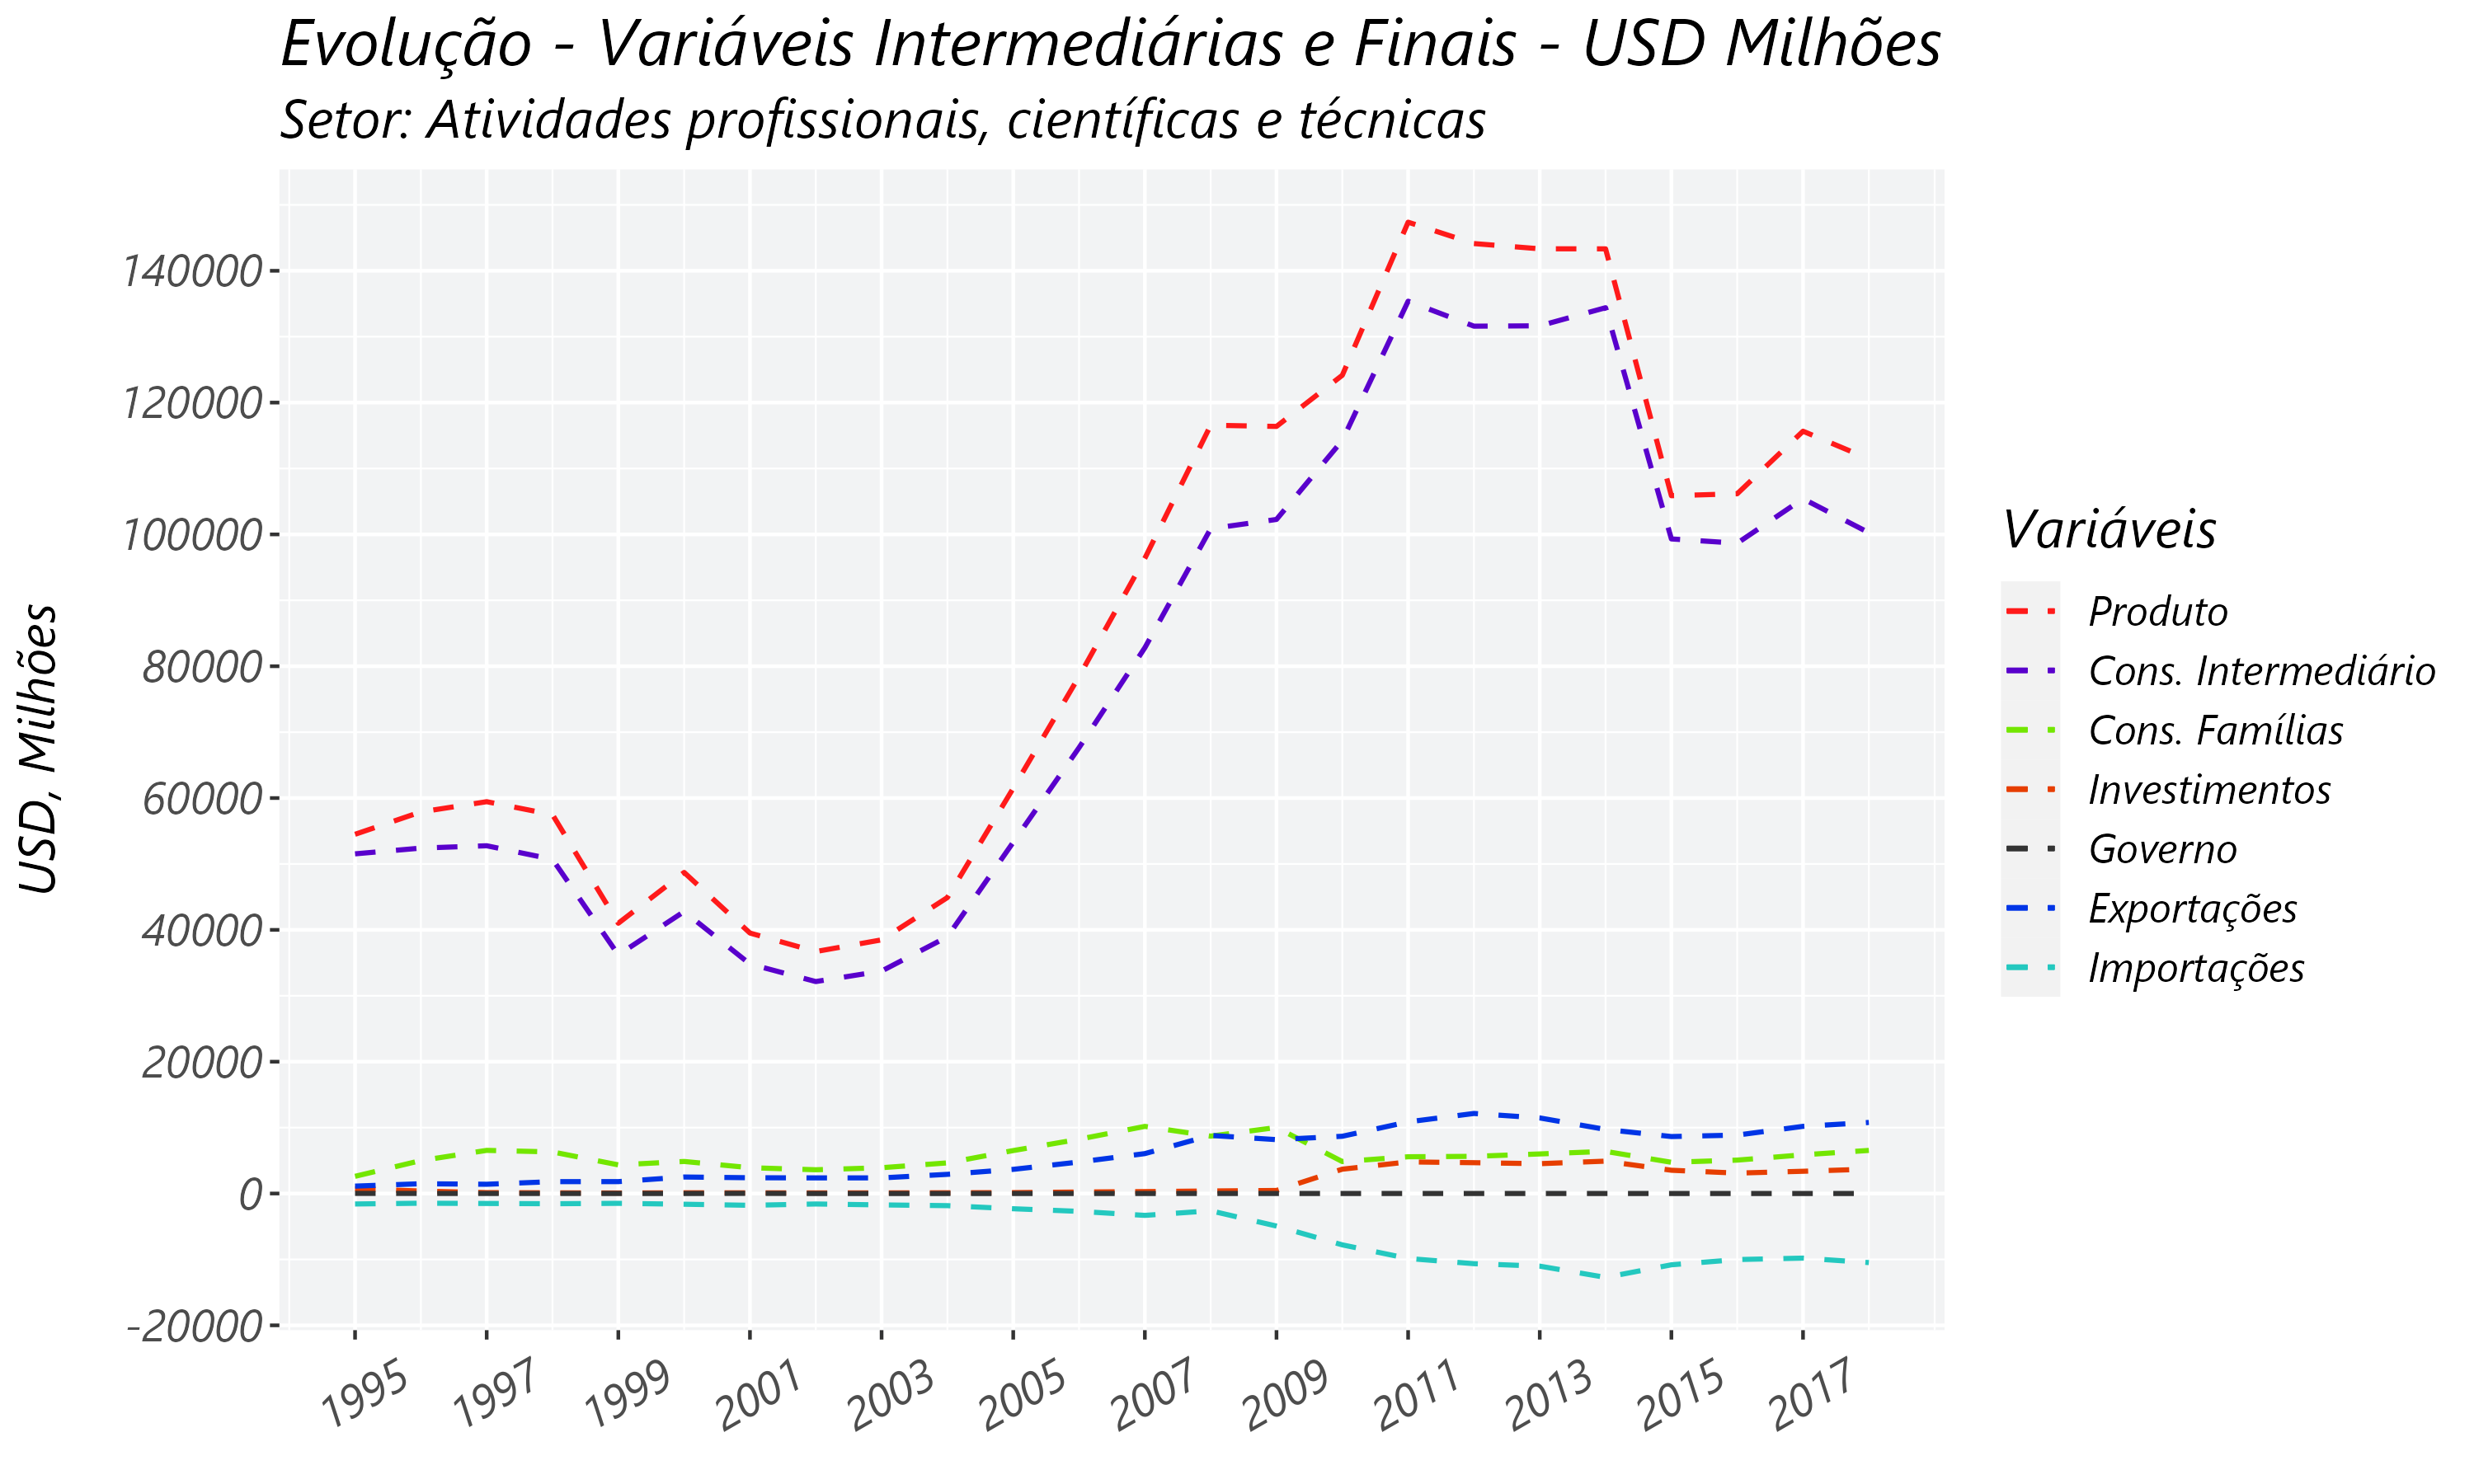 Evolução - Variáveis Intermediárias e Finais - USD Milhões
Setor: Atividades profissionais, científicas e técnicas
USD, Milhões
140000
120000
100000
80000
60000
40000
20000
0
-20000
1995
1997
1999
2001
2003
2005
2007
2009
2011
2013
2015
2017
Variáveis
Produto
Cons. Intermediário
Cons. Famílias
Investimentos
Governo
Exportações
Importações